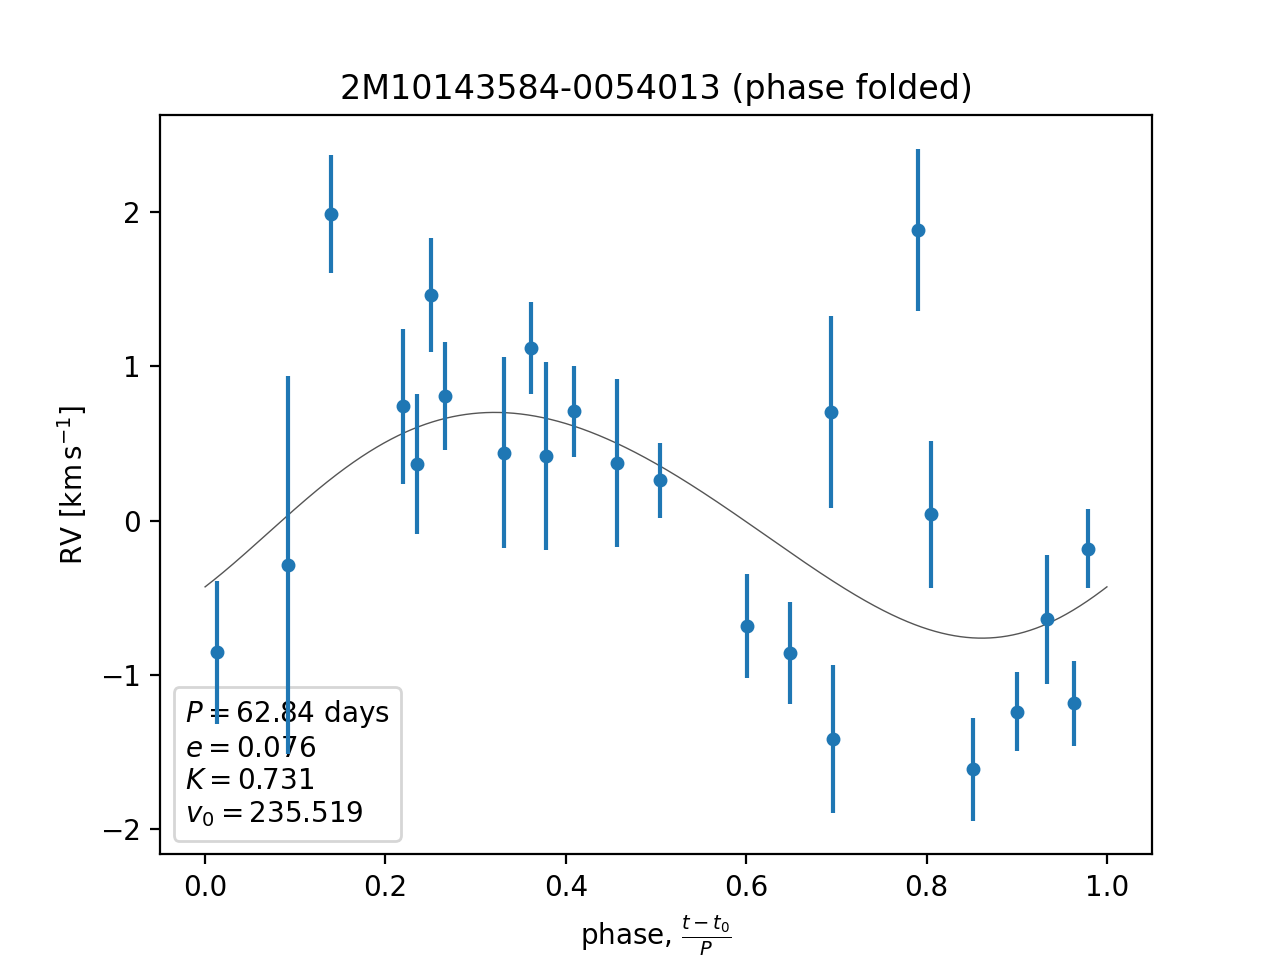 2M10143584-0054013 (phase folded)
RV [km s⁻¹]
2
1
0
−1
−2
P = 62.84 days
e = 0.076
K = 0.731
v₀ = 235.519
0.0 0.2 0.4 0.6 0.8 1.0
phase, (t − t₀)/P